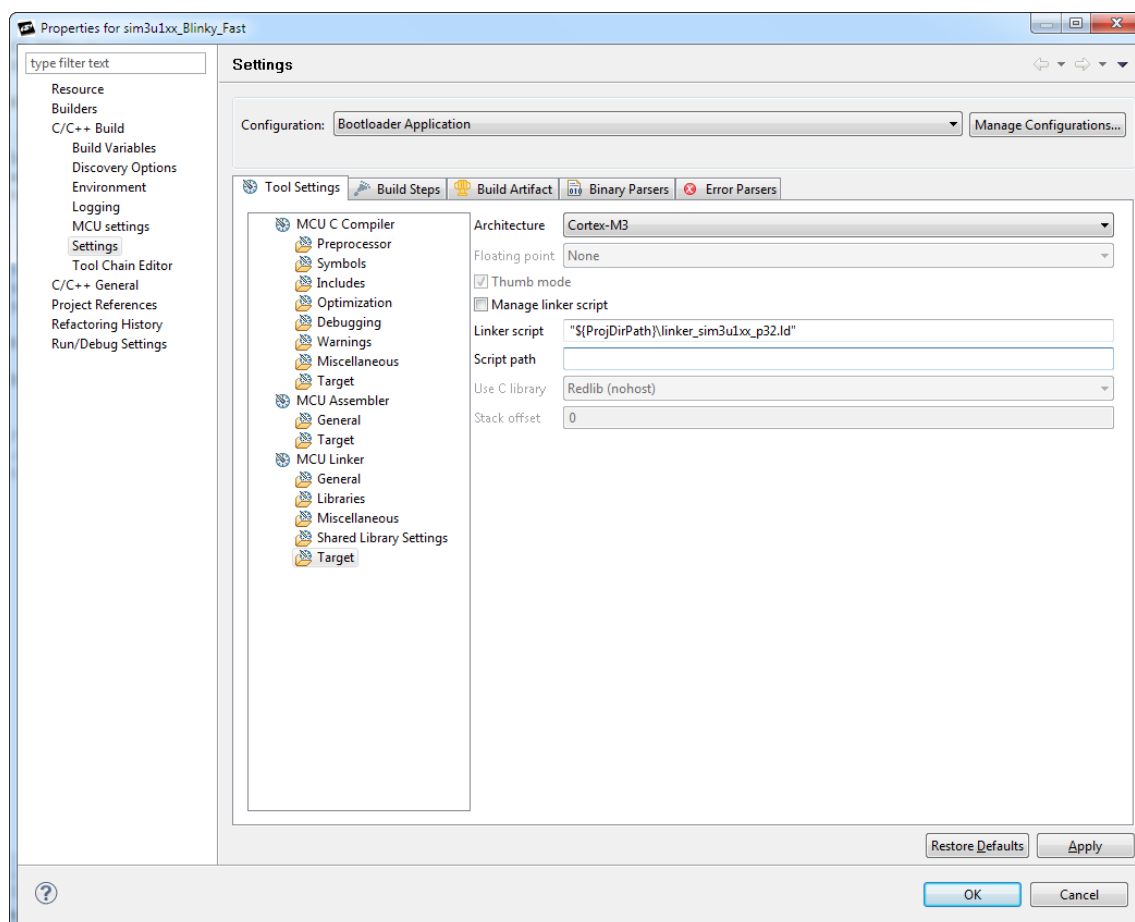 Properties for sim3u1xx_Blinky_Fast
type filter text
Resource
Builders
C/C++ Build
Build Variables
Discovery Options
Environment
Logging
MCU settings
Settings
Tool Chain Editor
C/C++ General
Project References
Refactoring History
Run/Debug Settings
Settings
Configuration: Bootloader Application Manage Configurations...
Tool Settings Build Steps Build Artifact Binary Parsers Error Parsers
MCU C Compiler
Preprocessor
Symbols
Includes
Optimization
Debugging
Warnings
Miscellaneous
Target
MCU Assembler
General
Target
MCU Linker
General
Libraries
Miscellaneous
Shared Library Settings
Target
Architecture Cortex-M3
Floating point None
Thumb mode
Manage linker script
Linker script "${ProjDirPath}\linker_sim3u1xx_p32.ld"
Script path
Use C library Redlib (nohost)
Stack offset 0
Restore Defaults Apply
OK Cancel